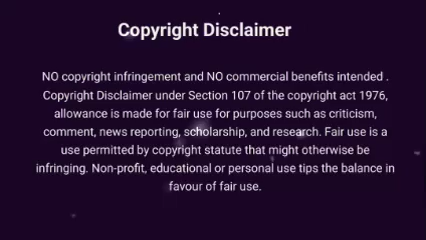 Copyright Disclaimer
NO copyright infringement and NO commercial benefits intended .
Copyright Disclaimer under Section 107 of the copyright act 1976,
allowance is made for fair use for purposes such as criticism,
comment, news reporting, scholarship, and research. Fair use is a
use permitted by copyright statute that might otherwise be
infringing. Non-profit, educational or personal use tips the balance in
favour of fair use.